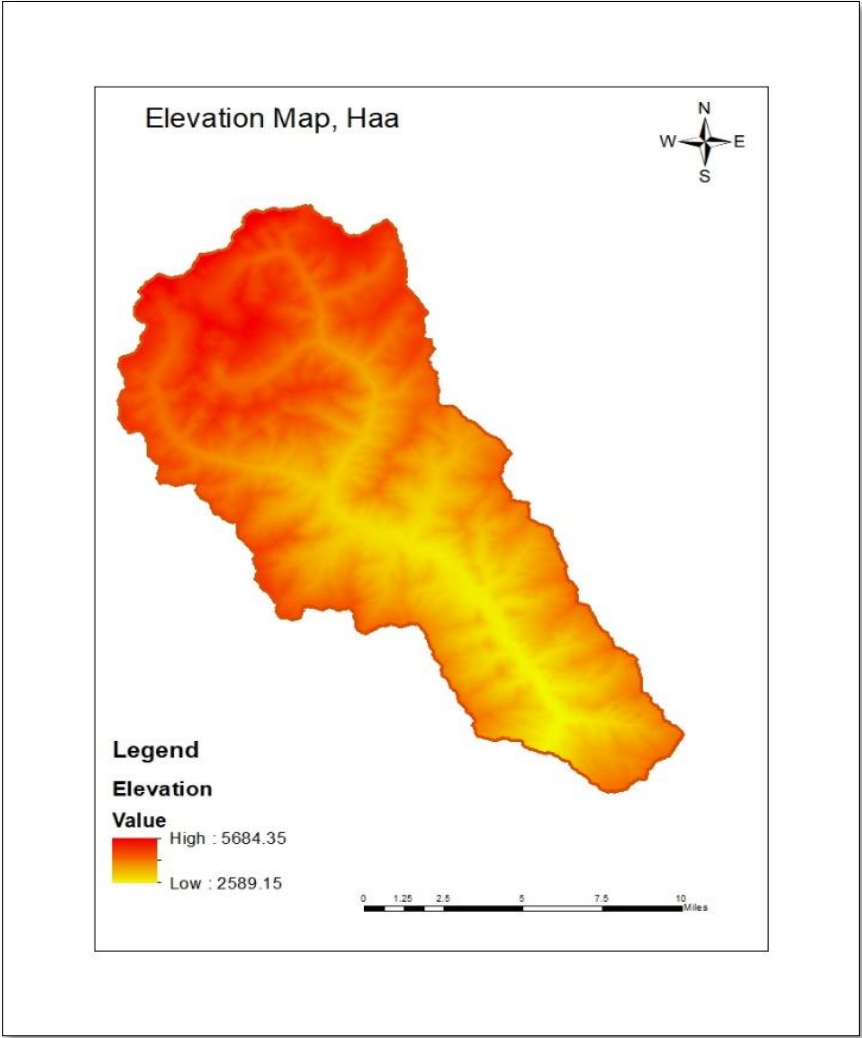 Elevation Map, Haa
N
W E
S
Legend
Elevation
Value
High : 5684.35
Low : 2589.15
0 1.25 2.5 5 7.5 10
Miles